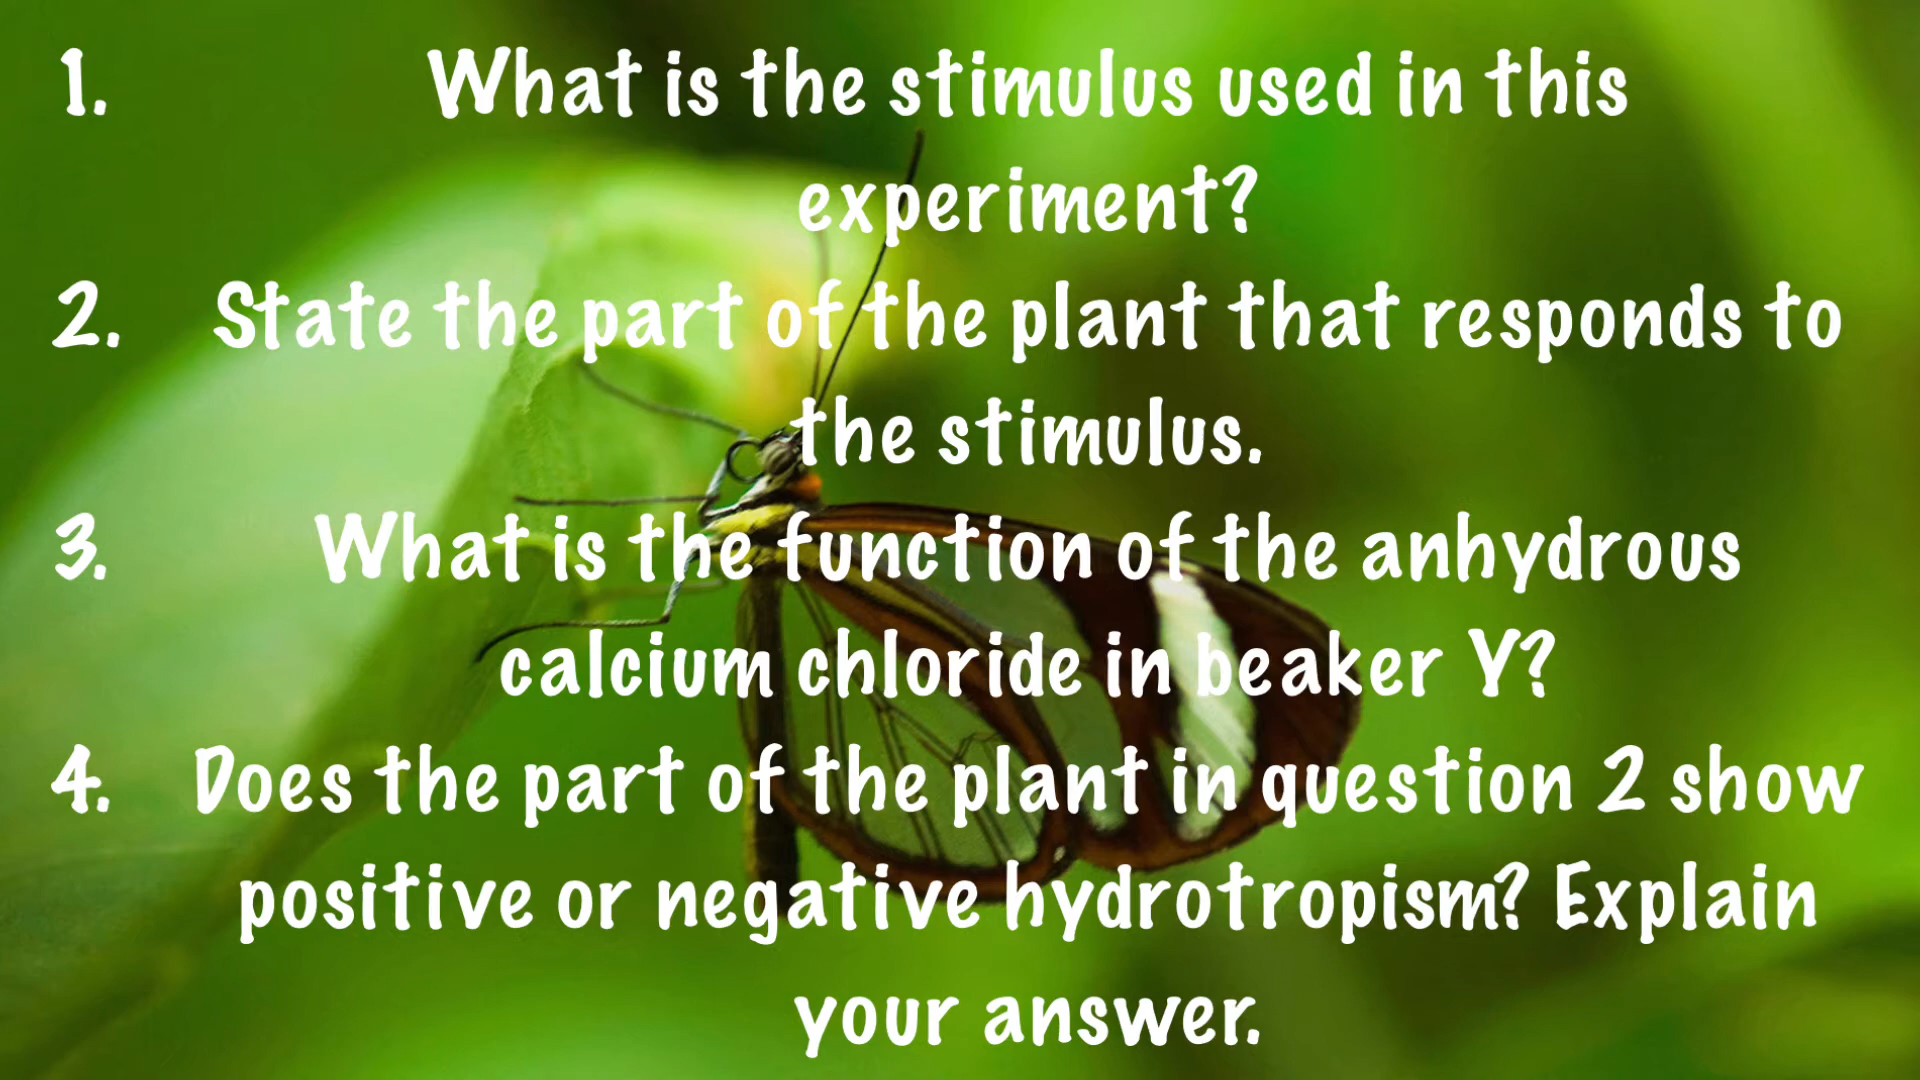 1. What is the stimulus used in this
experiment?
2. State the part of the plant that responds to
the stimulus.
3. What is the function of the anhydrous
calcium chloride in beaker Y?
4. Does the part of the plant in question 2 show
positive or negative hydrotropism? Explain
your answer.